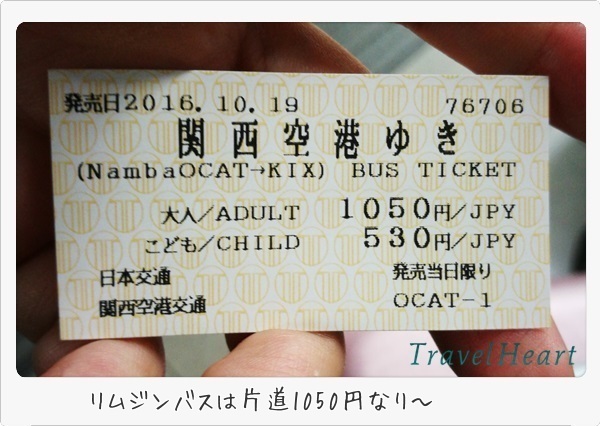 発売日2016.10.19 76706
関西空港ゆき
(NambaOCAT→KIX) BUS TICKET
大人/ADULT 1050円/JPY
こども/CHILD 530円/JPY
日本交通 発売当日限り
関西空港交通 OCAT-1
TravelHeart
リムジンバスは片道1050円なり～